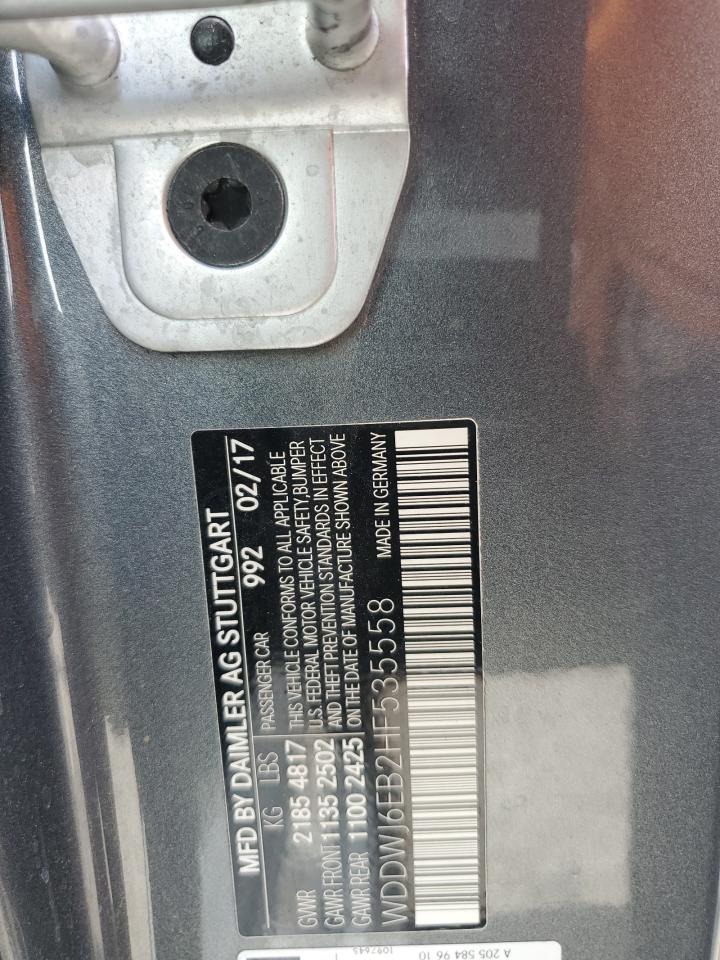 MFD BY DAIMLER AG STUTTGART
KG LBS PASSENGER CAR 992 02/17
GVWR 2185 4817 THIS VEHICLE CONFORMS TO ALL APPLICABLE
GAWR FRONT 1135 2502 U.S. FEDERAL MOTOR VEHICLE SAFETY,BUMPER
GAWR REAR 1100 2425 AND THEFT PREVENTION STANDARDS IN EFFECT
ON THE DATE OF MANUFACTURE SHOWN ABOVE
WDDWJ6EB2HF535558 MADE IN GERMANY
A 205 584 96 10
1097645